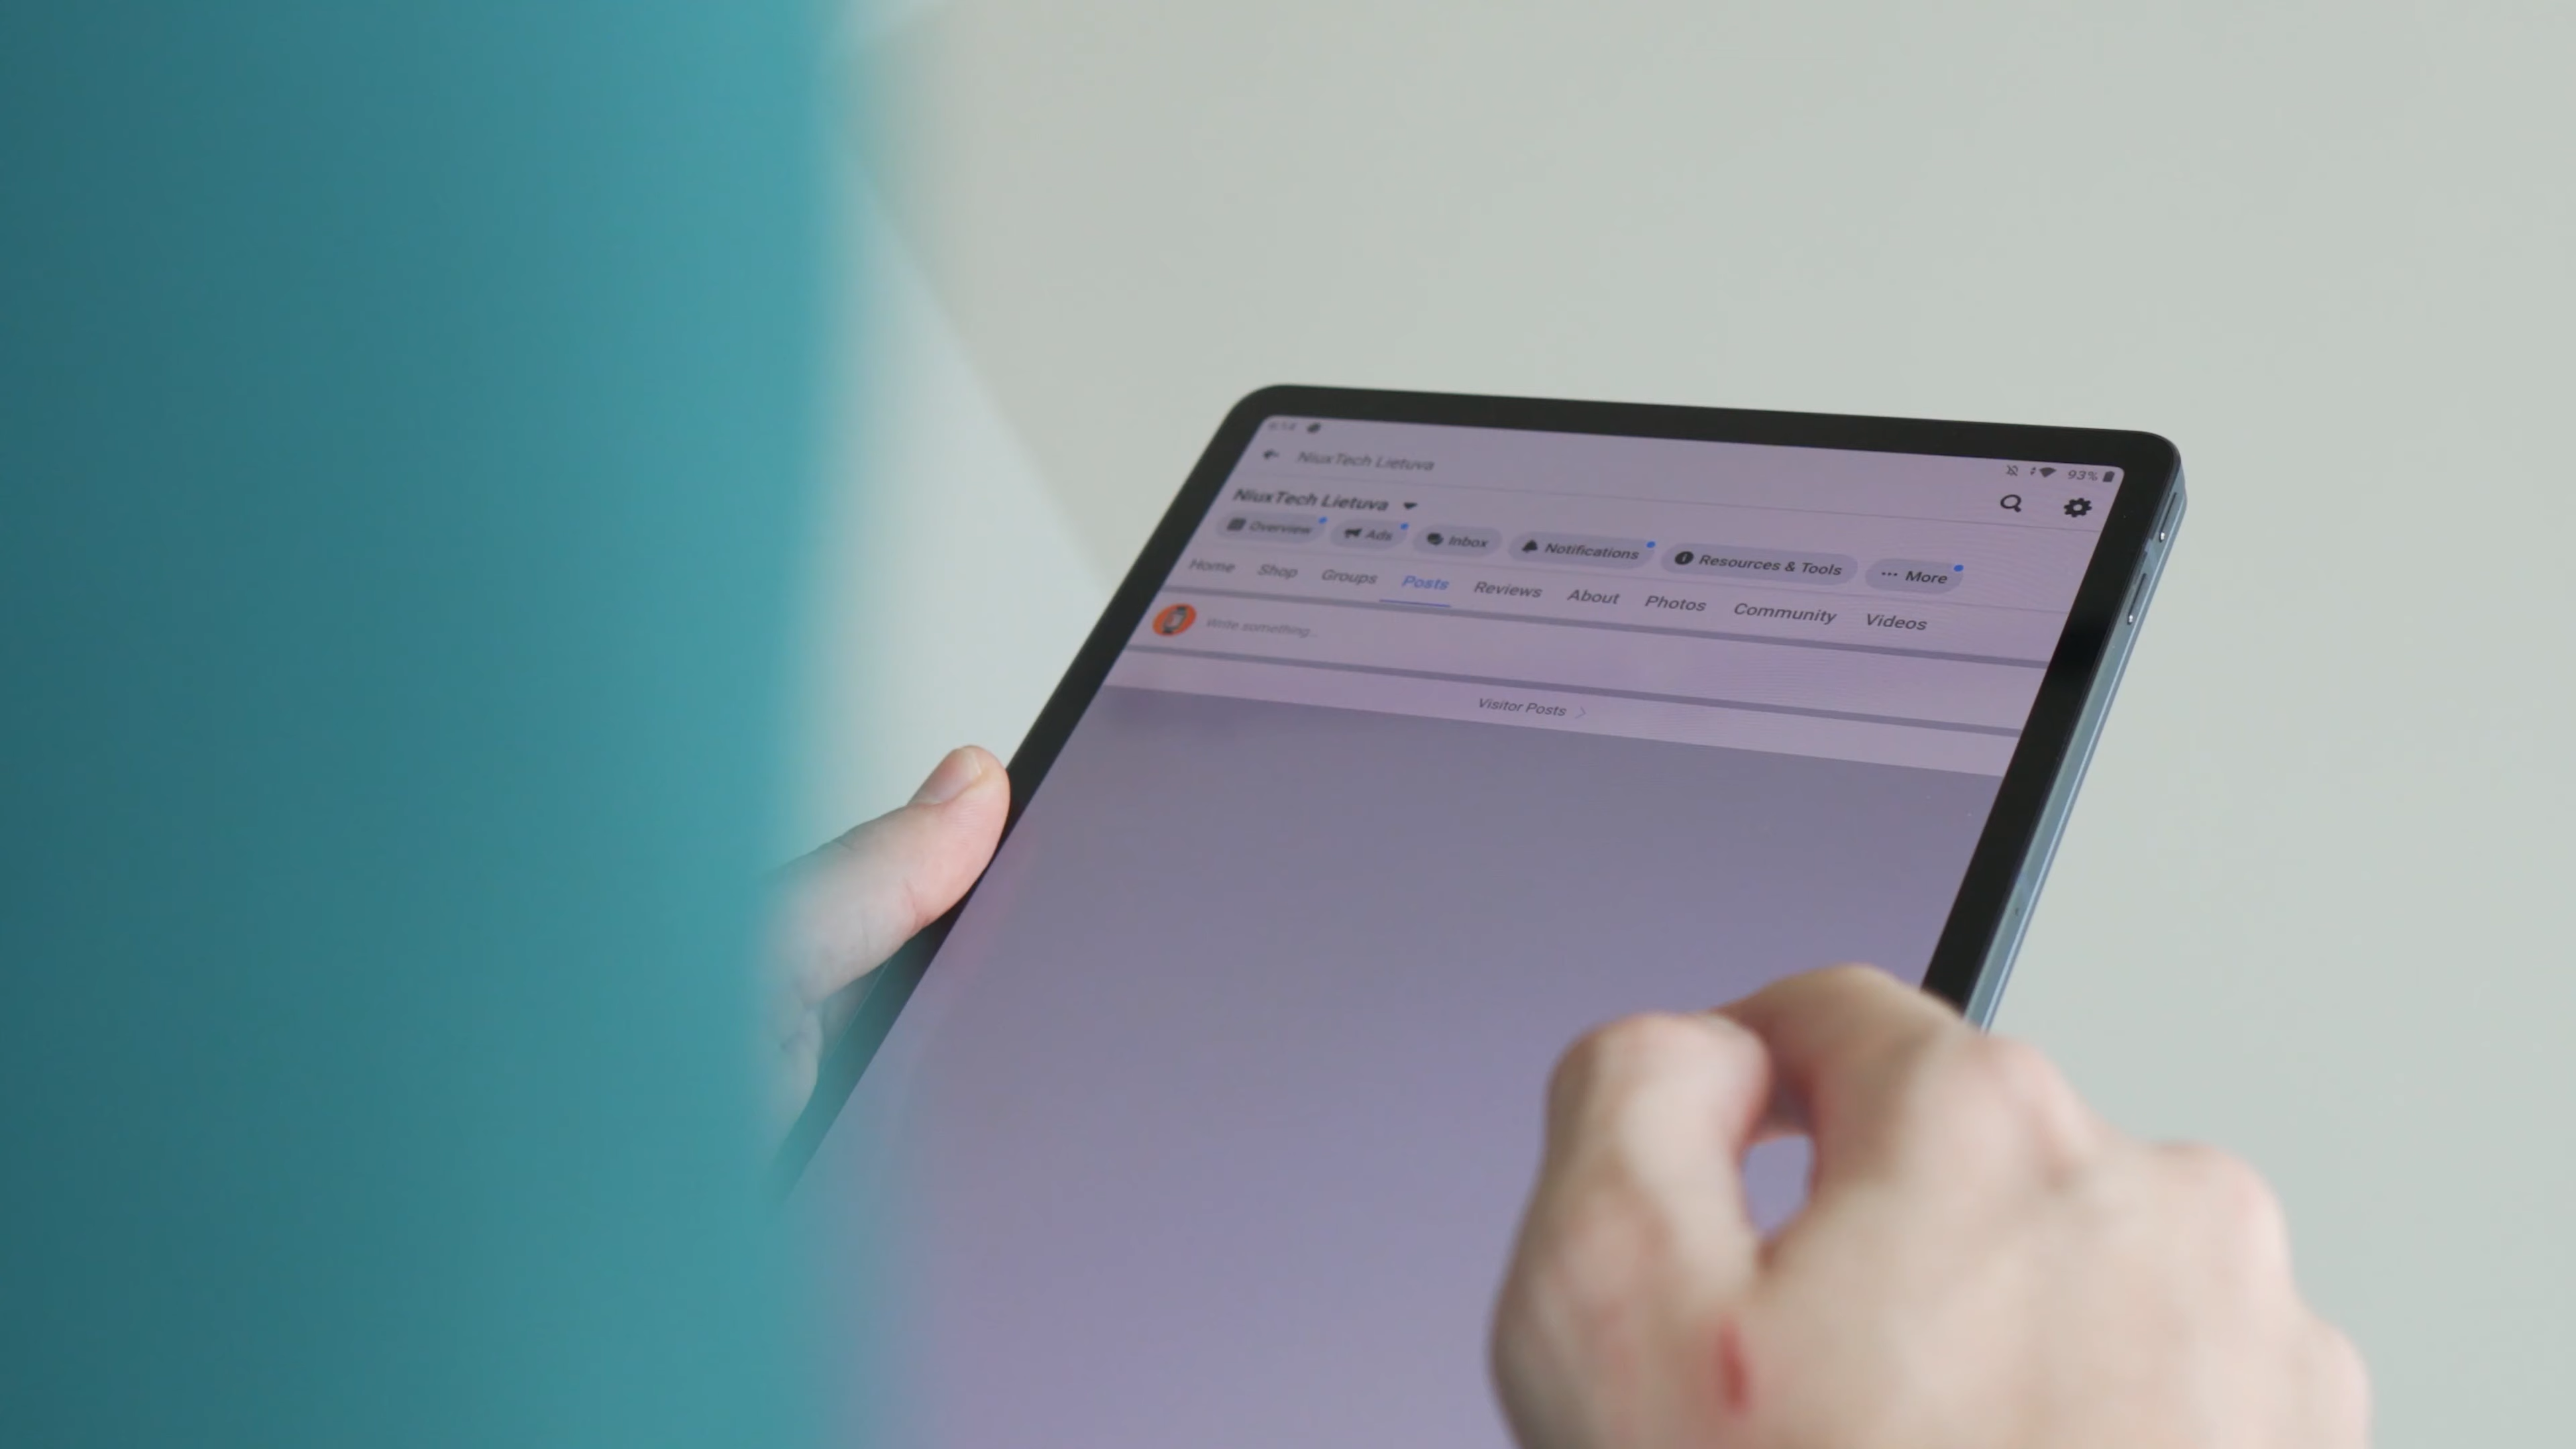 93%
NiuxTech Lietuva
NiuxTech Lietuva
Overview Ads Inbox Notifications Resources & Tools ··· More
Home Shop Groups Posts Reviews About Photos Community Videos
Write something...
Visitor Posts